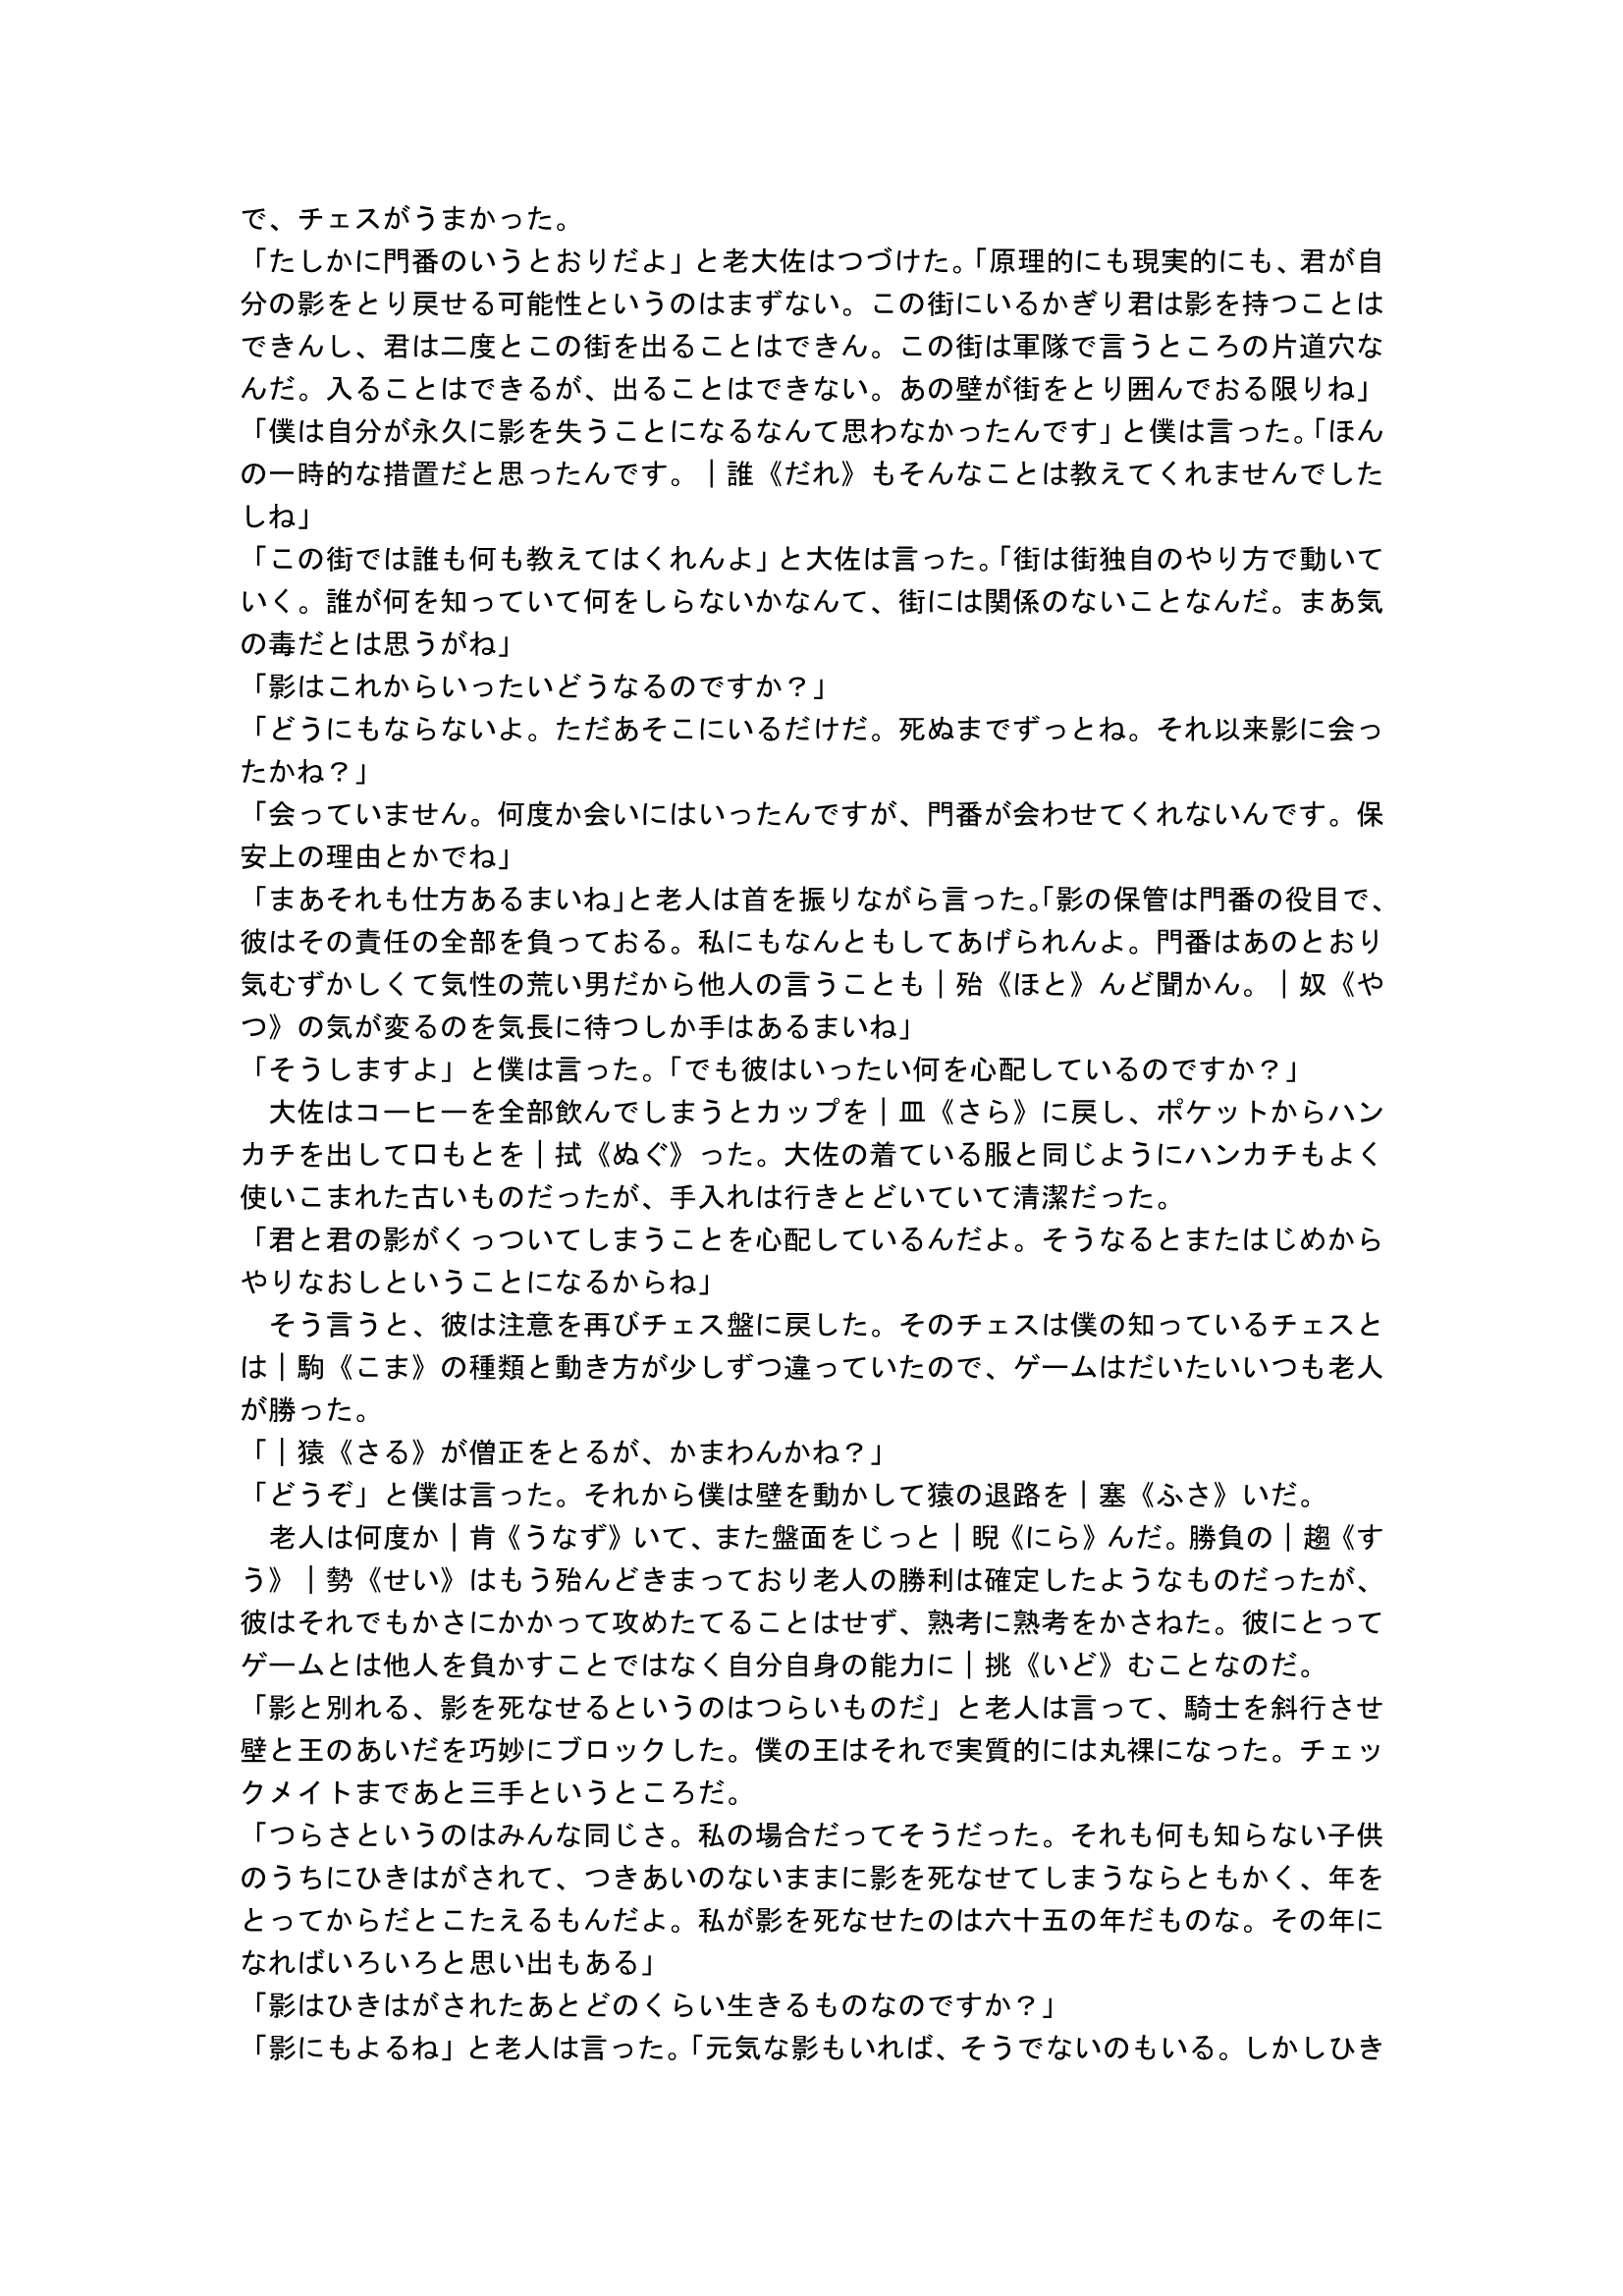 で、チェスがうまかった。
「たしかに門番のいうとおりだよ」と老大佐はつづけた。「原理的にも現実的にも、君が自
分の影をとり戻せる可能性というのはまずない。この街にいるかぎり君は影を持つことは
できんし、君は二度とこの街を出ることはできん。この街は軍隊で言うところの片道穴な
んだ。入ることはできるが、出ることはできない。あの壁が街をとり囲んでおる限りね」
「僕は自分が永久に影を失うことになるなんて思わなかったんです」と僕は言った。「ほん
の一時的な措置だと思ったんです。｜誰《だれ》もそんなことは教えてくれませんでした
しね」
「この街では誰も何も教えてはくれんよ」と大佐は言った。「街は街独自のやり方で動いて
いく。誰が何を知っていて何をしらないかなんて、街には関係のないことなんだ。まあ気
の毒だとは思うがね」
「影はこれからいったいどうなるのですか？」
「どうにもならないよ。ただあそこにいるだけだ。死ぬまでずっとね。それ以来影に会っ
たかね？」
「会っていません。何度か会いにはいったんですが、門番が会わせてくれないんです。保
安上の理由とかでね」
「まあそれも仕方あるまいね」と老人は首を振りながら言った。「影の保管は門番の役目で、
彼はその責任の全部を負っておる。私にもなんともしてあげられんよ。門番はあのとおり
気むずかしくて気性の荒い男だから他人の言うことも｜殆《ほと》んど聞かん。｜奴《や
つ》の気が変るのを気長に待つしか手はあるまいね」
「そうしますよ」と僕は言った。「でも彼はいったい何を心配しているのですか？」
　大佐はコーヒーを全部飲んでしまうとカップを｜皿《さら》に戻し、ポケットからハン
カチを出して口もとを｜拭《ぬぐ》った。大佐の着ている服と同じようにハンカチもよく
使いこまれた古いものだったが、手入れは行きとどいていて清潔だった。
「君と君の影がくっついてしまうことを心配しているんだよ。そうなるとまたはじめから
やりなおしということになるからね」
　そう言うと、彼は注意を再びチェス盤に戻した。そのチェスは僕の知っているチェスと
は｜駒《こま》の種類と動き方が少しずつ違っていたので、ゲームはだいたいいつも老人
が勝った。
「｜猿《さる》が僧正をとるが、かまわんかね？」
「どうぞ」と僕は言った。それから僕は壁を動かして猿の退路を｜塞《ふさ》いだ。
　老人は何度か｜肯《うなず》いて、また盤面をじっと｜睨《にら》んだ。勝負の｜趨《す
う》｜勢《せい》はもう殆んどきまっており老人の勝利は確定したようなものだったが、
彼はそれでもかさにかかって攻めたてることはせず、熟考に熟考をかさねた。彼にとって
ゲームとは他人を負かすことではなく自分自身の能力に｜挑《いど》むことなのだ。
「影と別れる、影を死なせるというのはつらいものだ」と老人は言って、騎士を斜行させ
壁と王のあいだを巧妙にブロックした。僕の王はそれで実質的には丸裸になった。チェッ
クメイトまであと三手というところだ。
「つらさというのはみんな同じさ。私の場合だってそうだった。それも何も知らない子供
のうちにひきはがされて、つきあいのないままに影を死なせてしまうならともかく、年を
とってからだとこたえるもんだよ。私が影を死なせたのは六十五の年だものな。その年に
なればいろいろと思い出もある」
「影はひきはがされたあとどのくらい生きるものなのですか？」
「影にもよるね」と老人は言った。「元気な影もいれば、そうでないのもいる。しかしひき